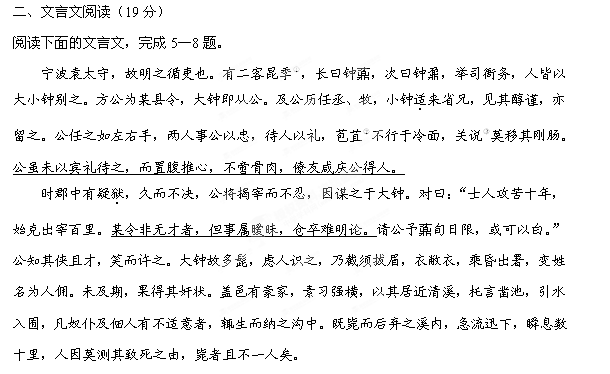 二、文言文阅读（19分）
阅读下面的文言文，完成5—8题。
宁波袁太守，故明之循吏也。有二客昆季①，长曰钟鼐，次曰钟鼒，举司衙务，人皆以
大小钟别之。方公为某县令，大钟即从公。及公历任丞、牧，小钟道来省兄，见其醇谨，亦
留之。公任之如左右手，两人事公以忠，待人以礼，苞苴②不行于冷面，关说③莫移其刚肠。
公虽未以宾礼待之，而置腹推心，不啻骨肉，僚友咸庆公得人。
时郡中有疑狱，久而不决，公将揭宰而不忍，因谋之于大钟。对曰：“士人攻苦十年，
始克出宰百里。某令非无才者，但事属暧昧，仓卒难明论。请公予鼐旬日限，或可以白。”
公知其侠且才，笑而许之。大钟故多髭，虑人识之，乃截须拔眉，衣敝衣，乘昏出署，变姓
名为人佣。未及期，果得其奸状。盖邑有豪家，素习强横，以其居近清溪，托言凿池，引水
入囿，凡奴仆及佃人有不适意者，辄生而纳之沟中。既毙而后弃之溪内，急流迅下，瞬息数
十里，人因莫测其致死之由，毙者且不一人矣。